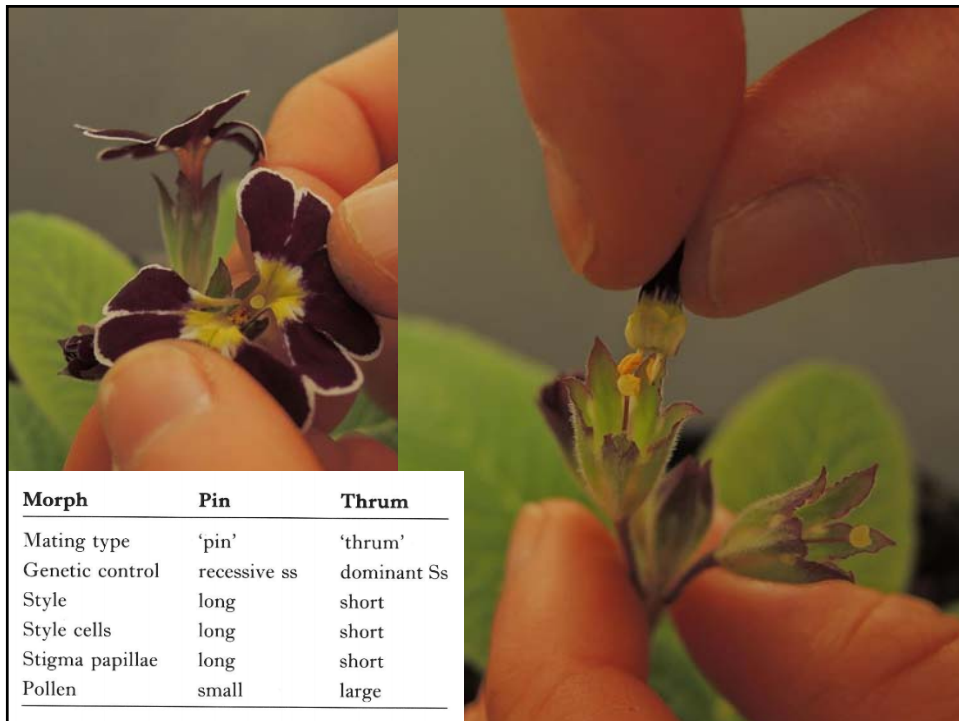 Morph Pin Thrum
Mating type ‘pin’ ‘thrum’
Genetic control recessive ss dominant Ss
Style long short
Style cells long short
Stigma papillae long short
Pollen small large